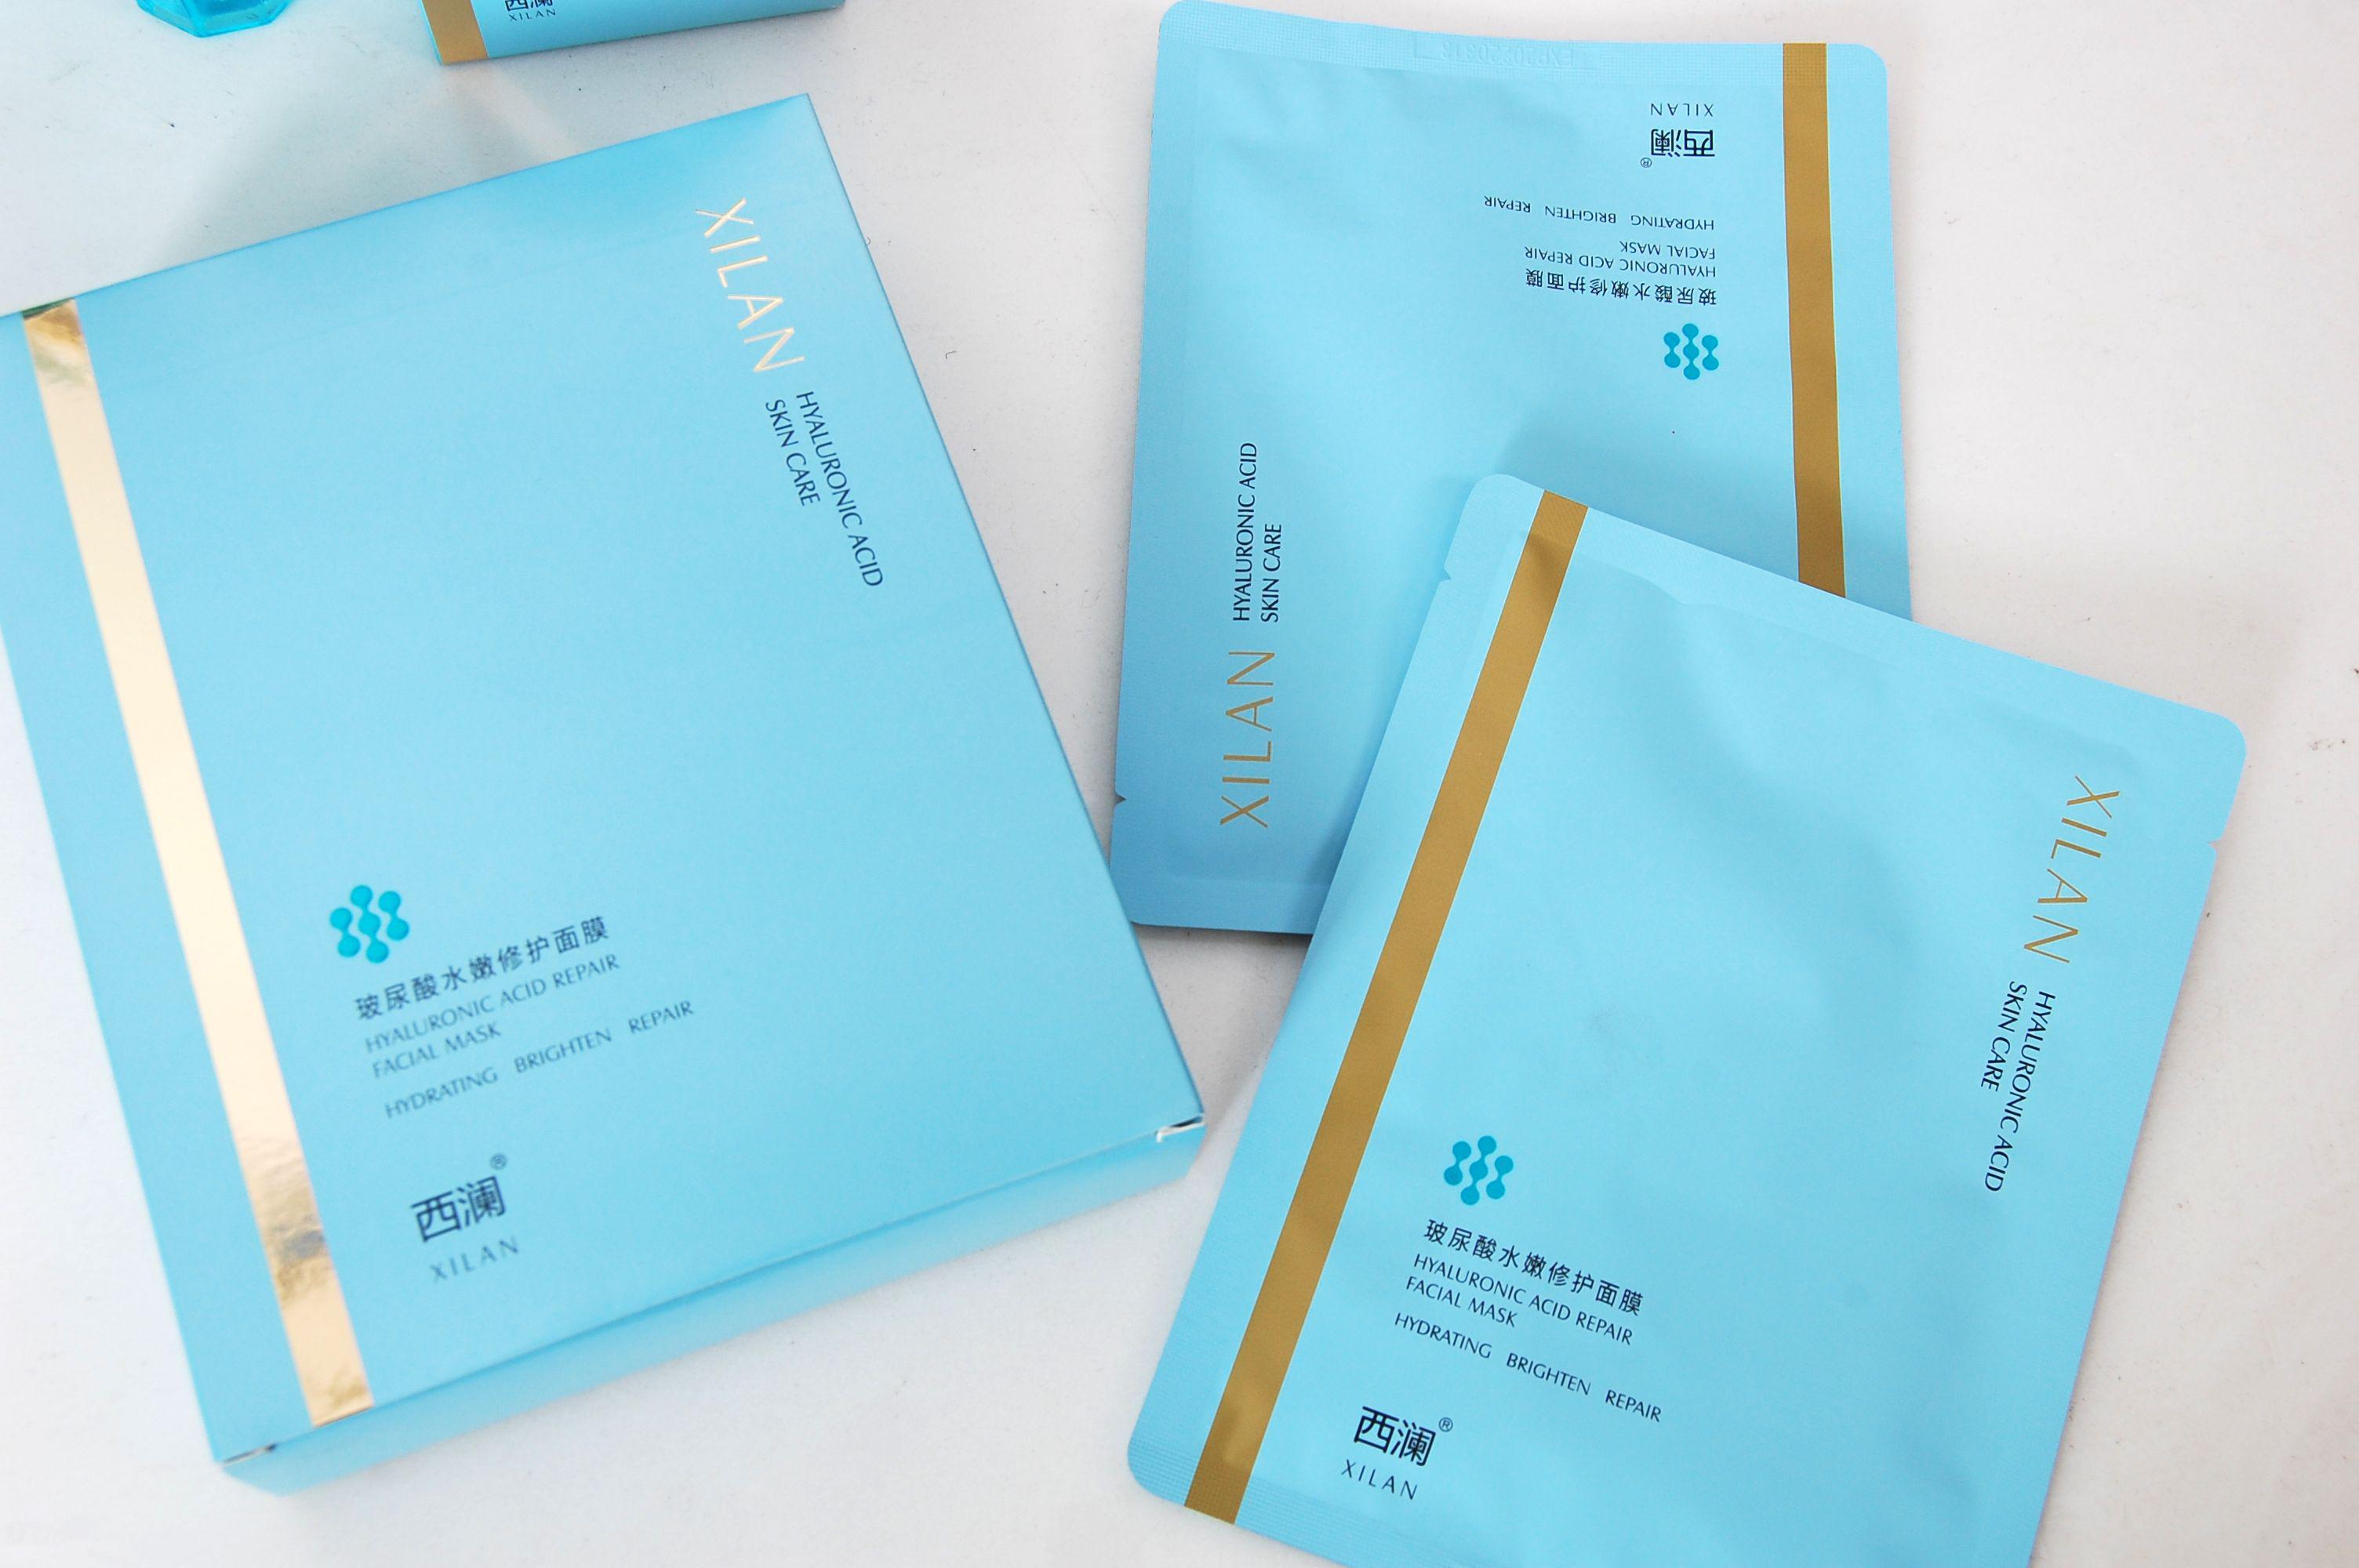 西澜
XILAN
XILAN
HYALURONIC ACID
SKIN CARE
玻尿酸水嫩修护面膜
HYALURONIC ACID REPAIR
FACIAL MASK
HYDRATING BRIGHTEN REPAIR
西澜®
XILAN
XILAN
HYALURONIC ACID
SKIN CARE
玻尿酸水嫩修护面膜
HYALURONIC ACID REPAIR
FACIAL MASK
HYDRATING BRIGHTEN REPAIR
西澜®
XILAN
XILAN
HYALURONIC ACID
SKIN CARE
玻尿酸水嫩修护面膜
HYALURONIC ACID REPAIR
FACIAL MASK
HYDRATING BRIGHTEN REPAIR
西澜®
XILAN